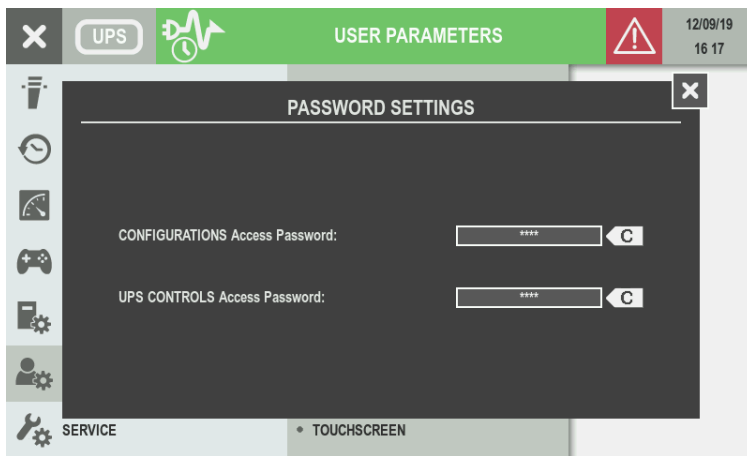 UPS
USER PARAMETERS
12/09/19
16 17
PASSWORD SETTINGS
CONFIGURATIONS Access Password:
****
C
UPS CONTROLS Access Password:
****
C
SERVICE
• TOUCHSCREEN